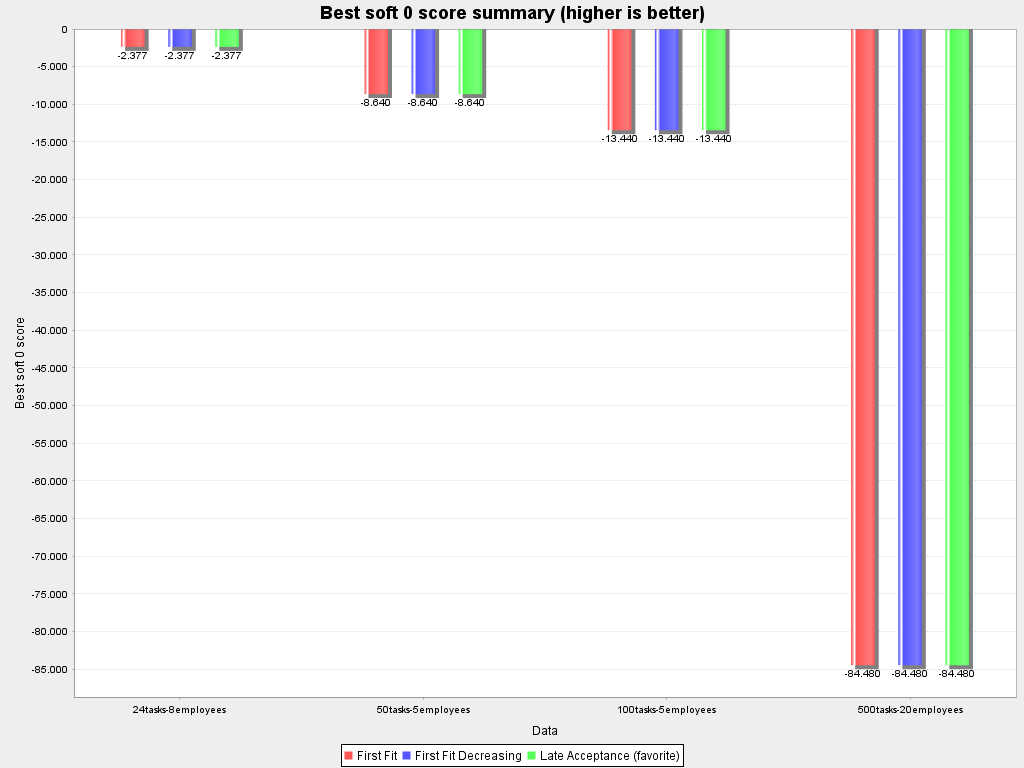 Best soft 0 score summary (higher is better)
0
-5.000
-10.000
-15.000
-20.000
-25.000
-30.000
-35.000
-40.000
-45.000
-50.000
-55.000
-60.000
-65.000
-70.000
-75.000
-80.000
-85.000
Best soft 0 score
-2.377 -2.377 -2.377
-8.640 -8.640 -8.640
-13.440 -13.440 -13.440
-84.480 -84.480 -84.480
24tasks-8employees 50tasks-5employees 100tasks-5employees 500tasks-20employees
Data
First Fit First Fit Decreasing Late Acceptance (favorite)